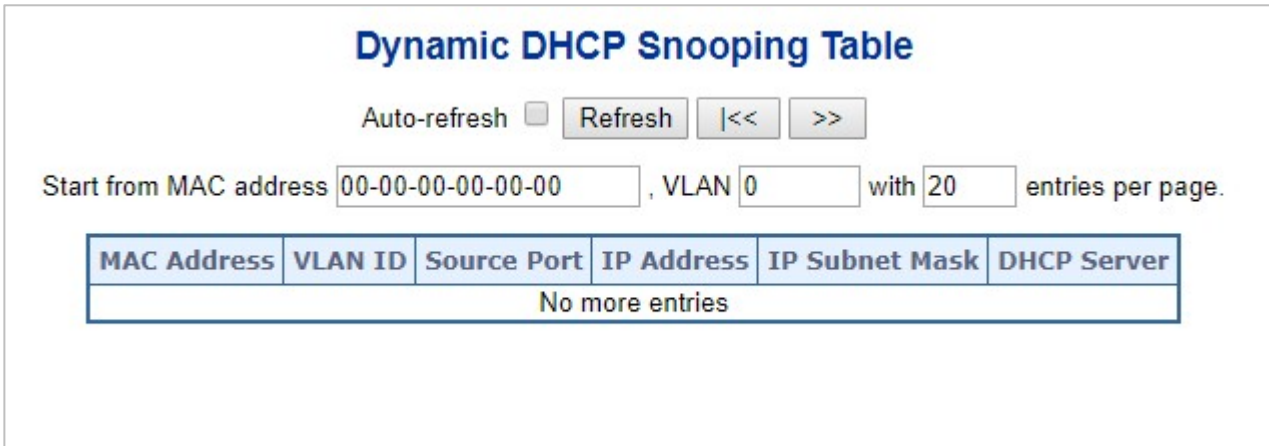 Dynamic DHCP Snooping Table
Auto-refresh Refresh |<< >>
Start from MAC address 00-00-00-00-00-00 , VLAN 0 with 20 entries per page.
MAC Address VLAN ID Source Port IP Address IP Subnet Mask DHCP Server
No more entries